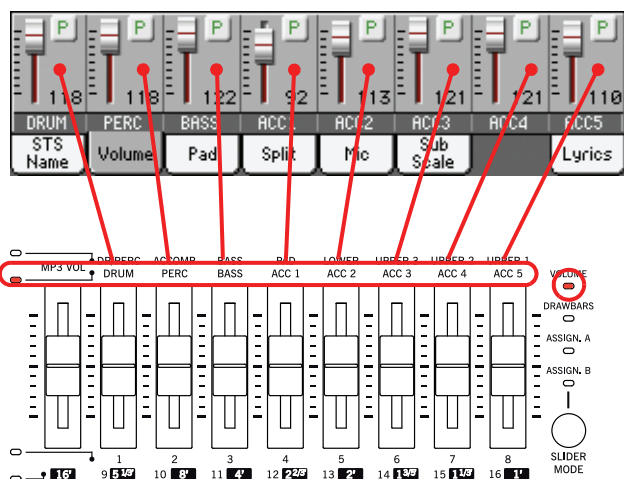 P P P P P P P P
118 118 122 92 113 121 121 110
DRUM PERC BASS ACC1 ACC2 ACC3 ACC4 ACC5
STS Name Volume Pad Split Mic Sub Scale Lyrics
DR/PERC ACCOMP BASS PAD LOWER UPPER 3 UPPER 2 UPPER 1
MP3 VOL DRUM PERC BASS ACC 1 ACC 2 ACC 3 ACC 4 ACC 5
VOLUME
DRAWBARS
ASSIGN. A
ASSIGN. B
1 2 3 4 5 6 7 8
SLIDER MODE
16' 9 5 1/3' 10 8' 11 4' 12 2 2/3' 13 2' 14 1 3/5' 15 1 1/3' 16 1'